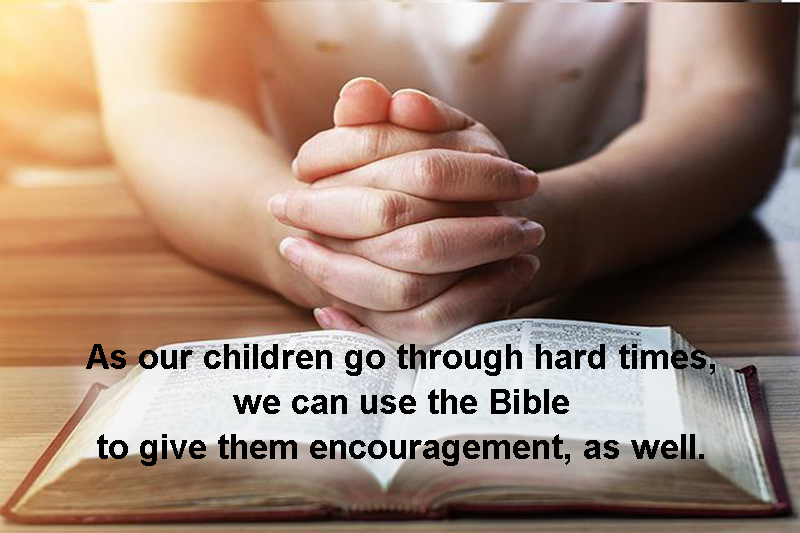 As our children go through hard times,
we can use the Bible
to give them encouragement, as well.